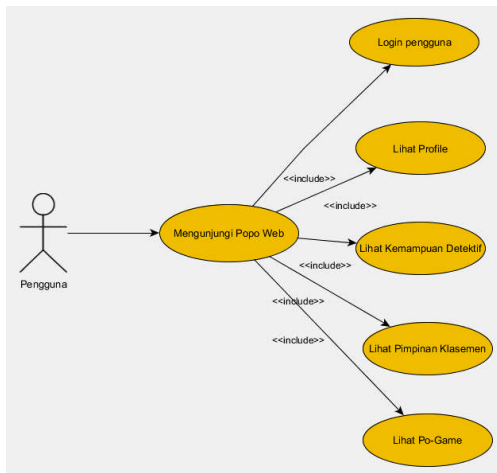 Login pengguna
<<include>>
Lihat Profile
<<include>>
Mengunjungi Popo Web
Lihat Kemampuan Detektif
<<include>>
Pengguna
<<include>>
<<include>>
Lihat Pimpinan Klasemen
Lihat Po-Game